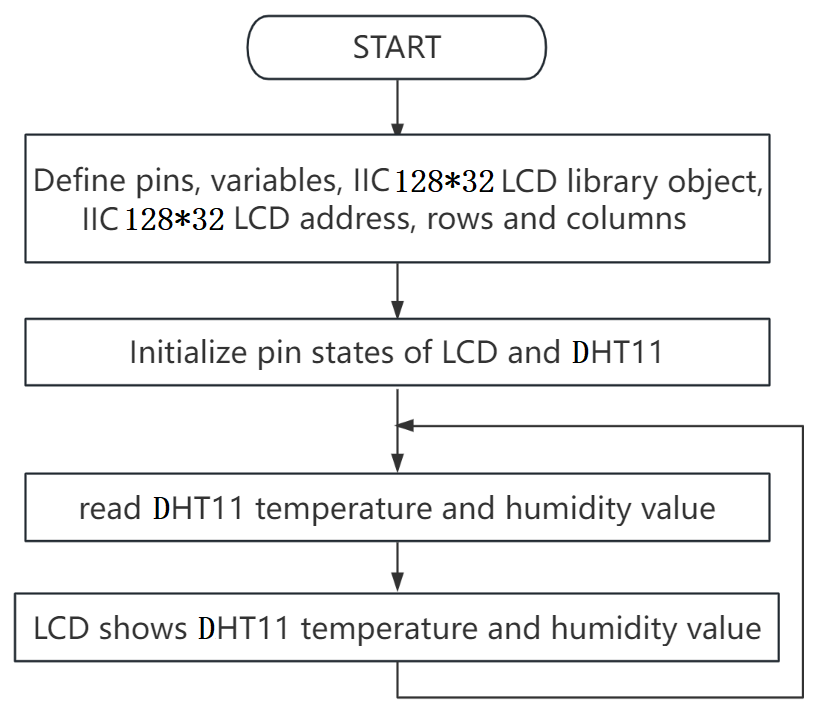 START
Define pins, variables, IIC 128*32 LCD library object,
IIC 128*32 LCD address, rows and columns
Initialize pin states of LCD and DHT11
read DHT11 temperature and humidity value
LCD shows DHT11 temperature and humidity value